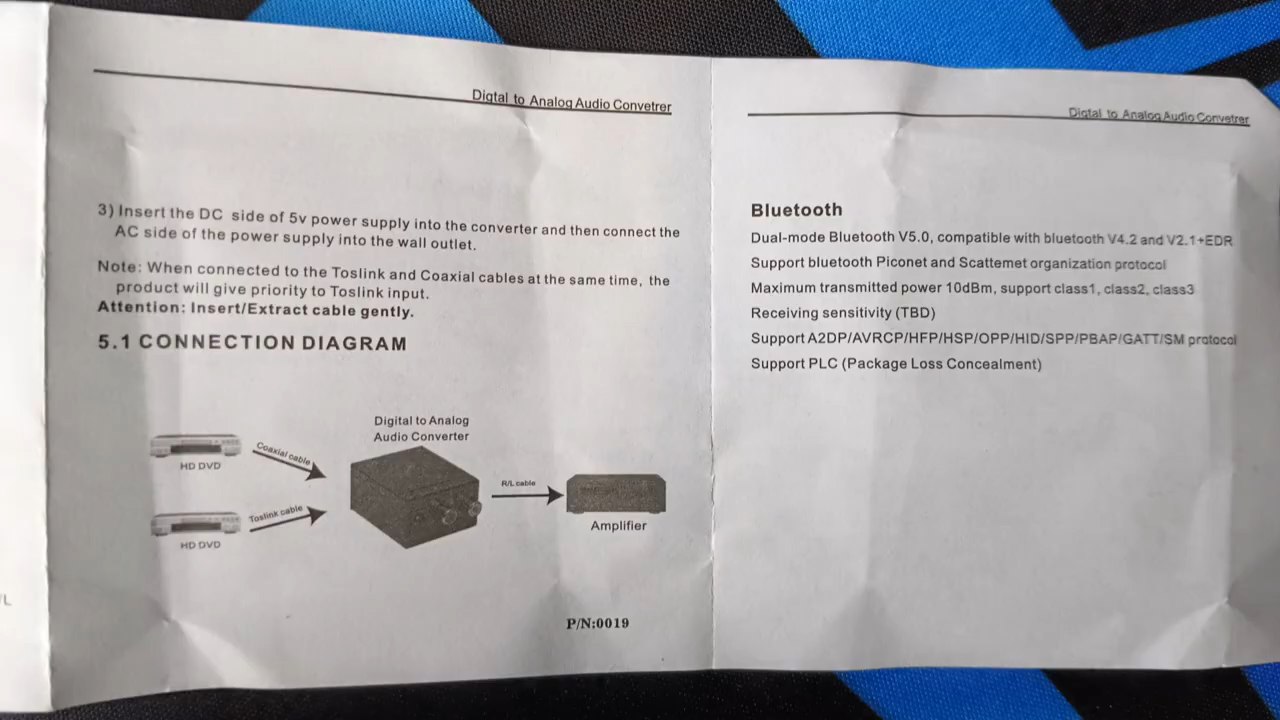 Digtal to Analog Audio Convetrer
3) Insert the DC side of 5v power supply into the converter and then connect the
AC side of the power supply into the wall outlet.
Note: When connected to the Toslink and Coaxial cables at the same time, the
product will give priority to Toslink input.
Attention: Insert/Extract cable gently.
5.1 CONNECTION DIAGRAM
Digital to Analog
Audio Converter
Coaxial cable
HD DVD
R/L cable
Toslink cable
HD DVD
Amplifier
P/N:0019
/L
Digtal to Analog Audio Convetrer
Bluetooth
Dual-mode Bluetooth V5.0, compatible with bluetooth V4.2 and V2.1+EDR
Support bluetooth Piconet and Scattemet organization protocol
Maximum transmitted power 10dBm, support class1, class2, class3
Receiving sensitivity (TBD)
Support A2DP/AVRCP/HFP/HSP/OPP/HID/SPP/PBAP/GATT/SM protocol
Support PLC (Package Loss Concealment)